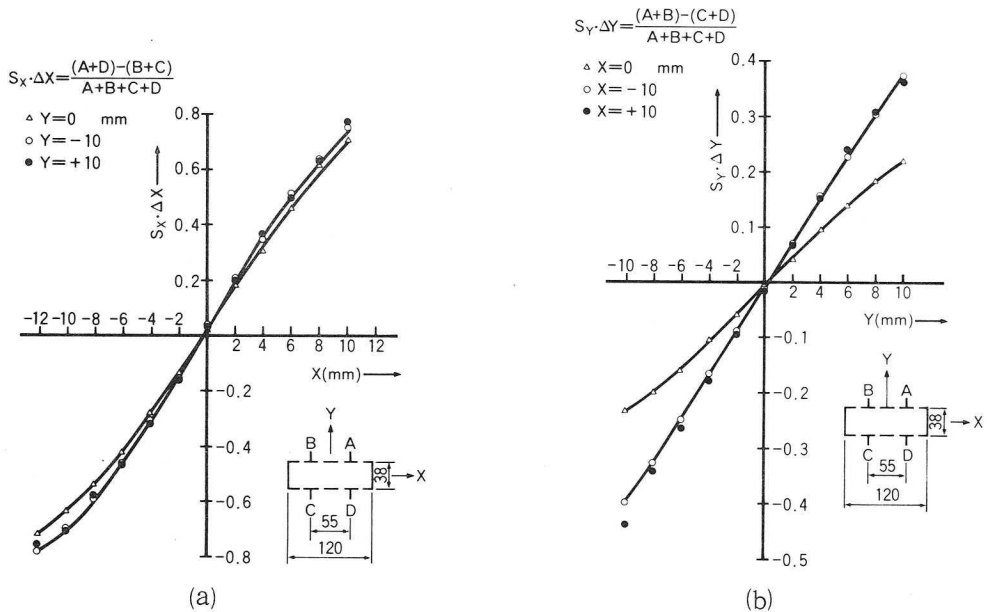 S_X·ΔX=(A+D)−(B+C)/A+B+C+D
△ Y=0 mm
○ Y=−10
● Y=+10
S_X·ΔX
0.8
0.6
0.4
0.2
-12 -10 -8 -6 -4 -2
0
2 4 6 8 10 12
X(mm)
-0.2
-0.4
-0.6
-0.8
Y
B A
X
38
C D
55
120
(a)
S_Y·ΔY=(A+B)−(C+D)/A+B+C+D
△ X=0 mm
○ X=−10
● X=+10
S_Y·ΔY
0.4
0.3
0.2
0.1
-10 -8 -6 -4 -2
0
2 4 6 8 10
Y(mm)
-0.1
-0.2
-0.3
-0.4
-0.5
Y
B A
X
38
C D
55
120
(b)